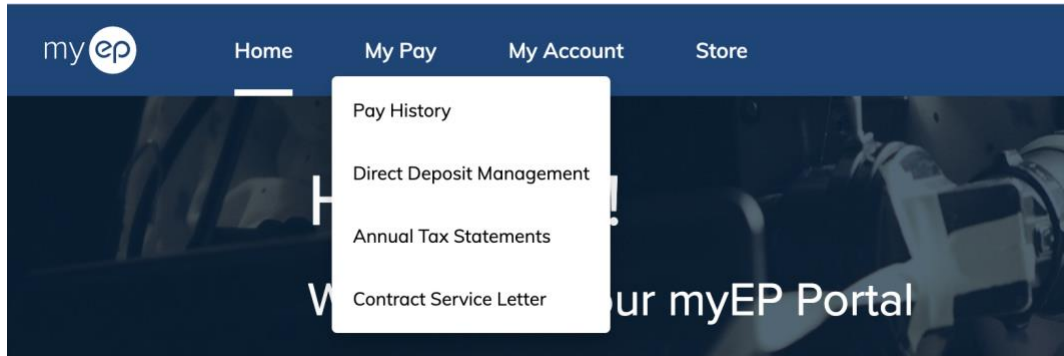 my ep
Home
My Pay
My Account
Store
Pay History
Direct Deposit Management
Annual Tax Statements
Contract Service Letter
H !
W ur myEP Portal